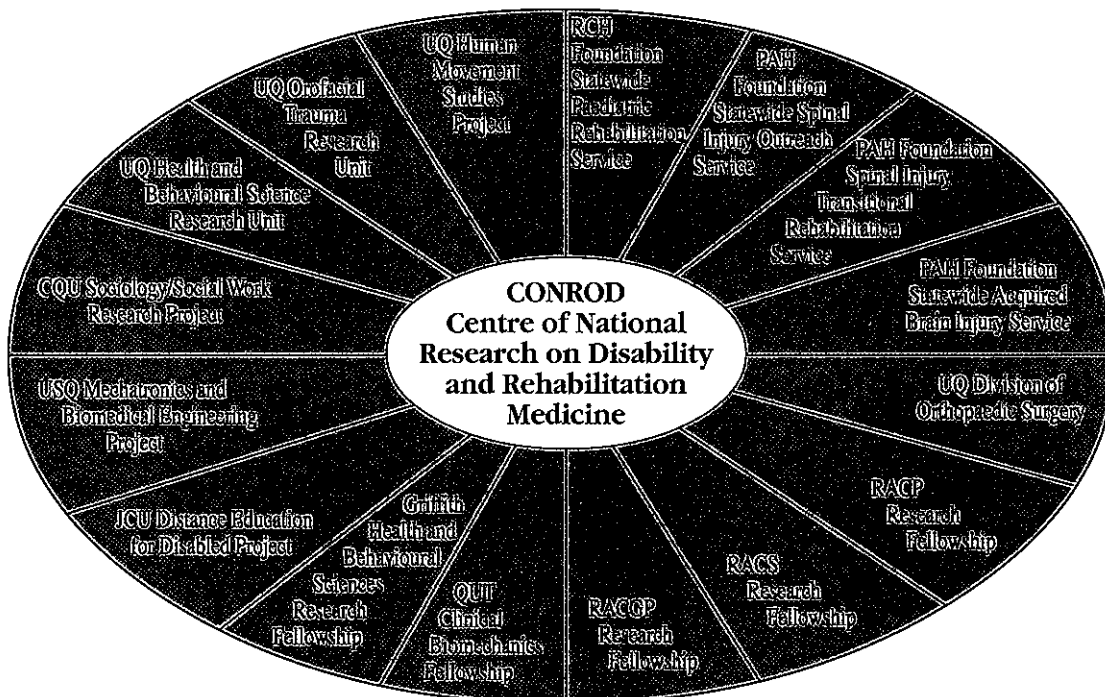 UQ Human
Movement
Studies
Project
RCH
Foundation
Statewide
Paediatric
Rehabilitation
Service
PAH
Foundation
Statewide Spinal
Injury Outreach
Service
PAH Foundation
Spinal Injury
Transitional
Rehabilitation
Service
PAH Foundation
Statewide Acquired
Brain Injury Service
UQ Division of
Orthopaedic Surgery
RACP
Research
Fellowship
RACS
Research
Fellowship
RACGP
Research
Fellowship
QUT
Clinical
Biomechanics
Fellowship
Griffith
Health and
Behavioural
Sciences
Research
Fellowship
JCU Distance Education
for Disabled Project
USQ Mechatronics and
Biomedical Engineering
Project
CQU Sociology/Social Work
Research Project
UQ Health and
Behavioural Science
Research Unit
UQ Orofacial
Trauma
Research
Unit
CONROD
Centre of National
Research on Disability
and Rehabilitation
Medicine